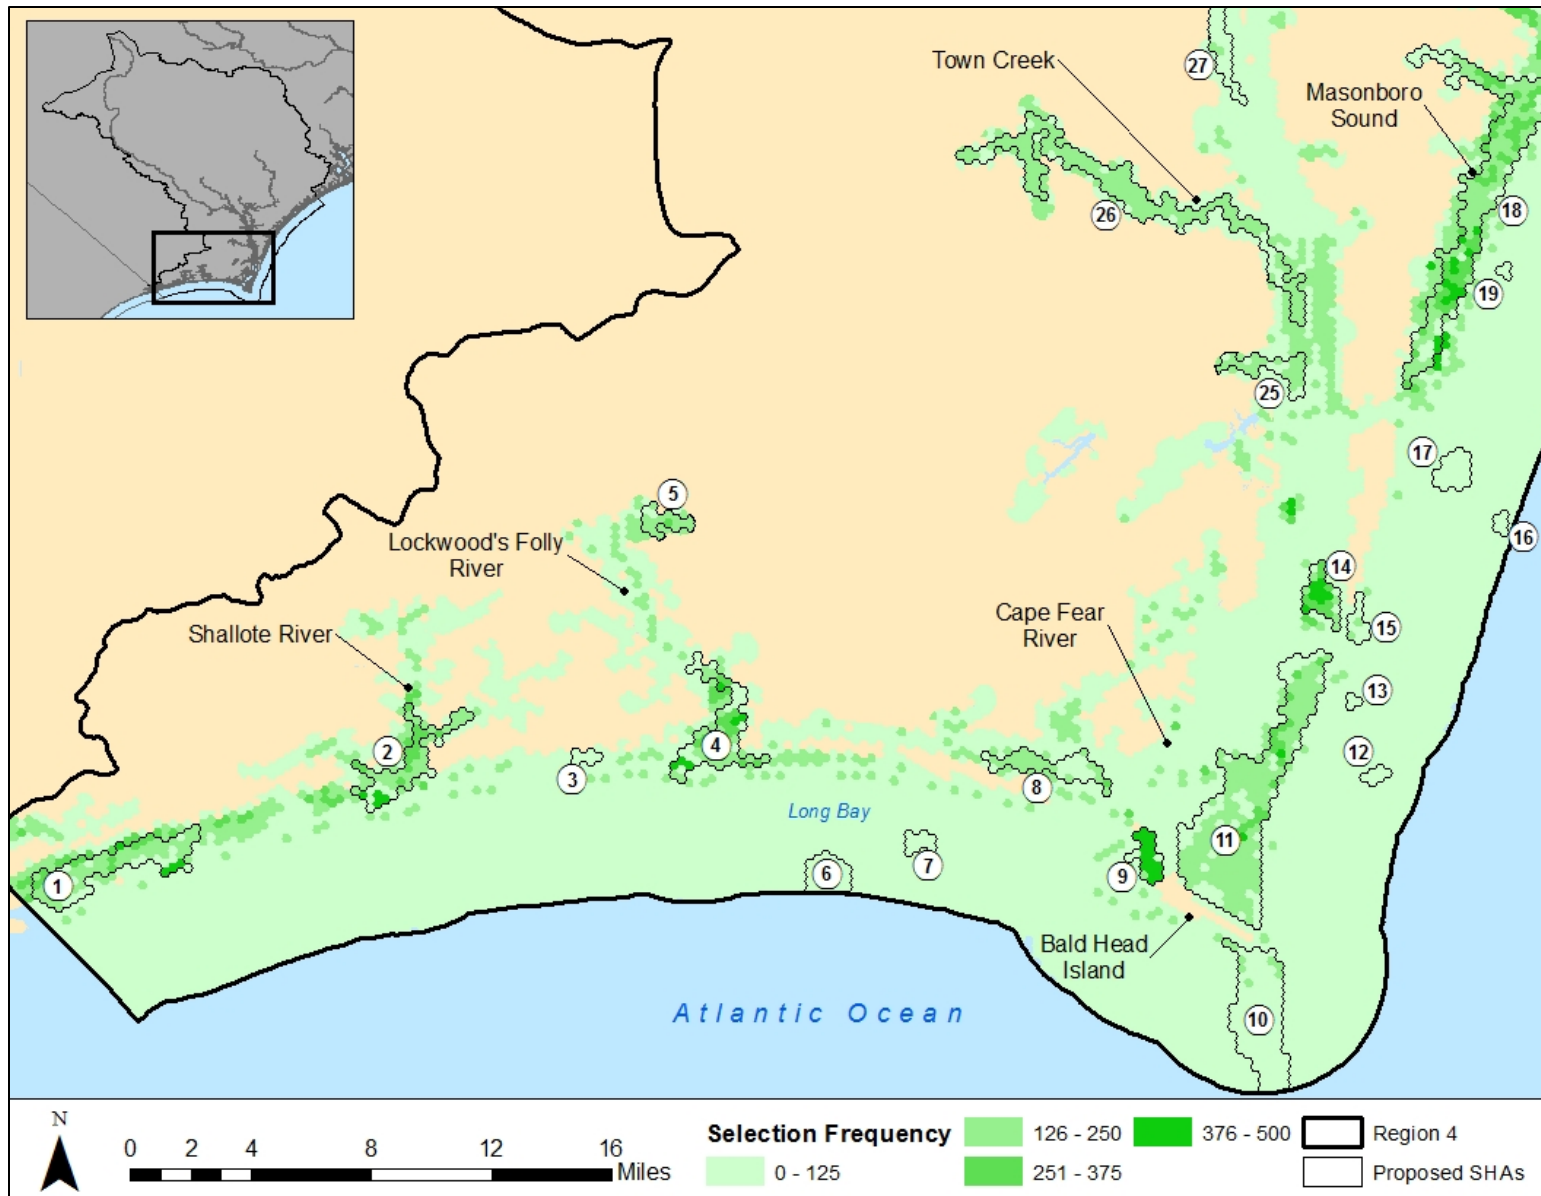 Town Creek
27
Masonboro
Sound
26
18
19
25
17
5
Lockwood's Folly
River
16
14
Cape Fear
River
15
Shallote River
13
2
4
12
3
8
Long Bay
11
1
6
7
9
Bald Head
Island
Atlantic Ocean
10
N
0 2 4 8 12 16
Miles
Selection Frequency
0 - 125
126 - 250
251 - 375
376 - 500
Region 4
Proposed SHAs